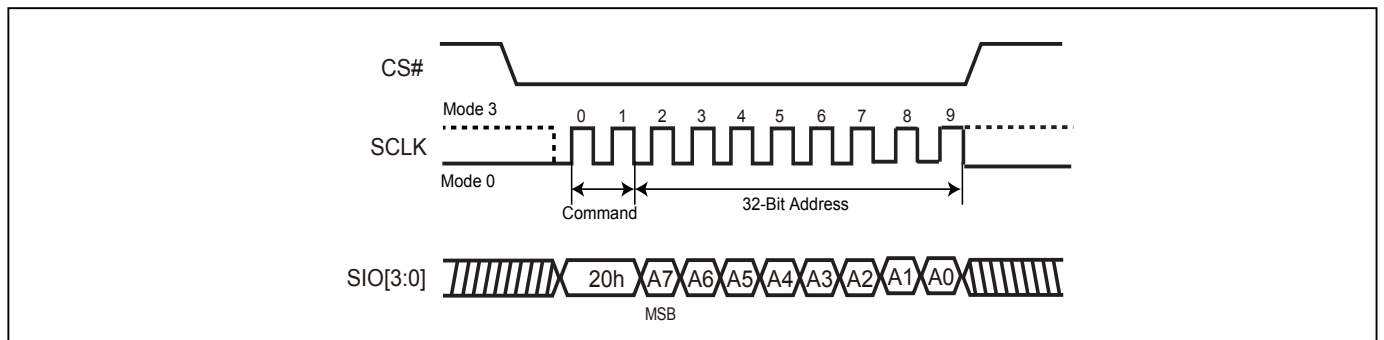 CS#
Mode 3
0 1 2 3 4 5 6 7 8 9
SCLK
Mode 0
Command
32-Bit Address
SIO[3:0]
20h A7 A6 A5 A4 A3 A2 A1 A0
MSB